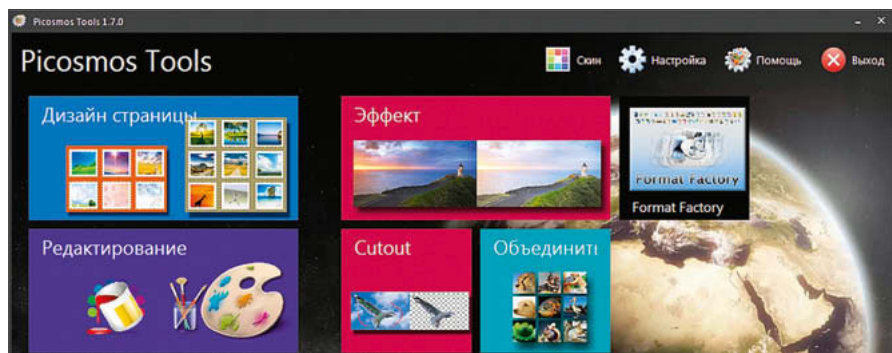 Picosmos Tools 1.7.0
Picosmos Tools
Скин
Настройка
Помощь
Выход
Дизайн страницы
Эффект
Format Factory
Format Factory
Редактирование
Cutout
Объединить